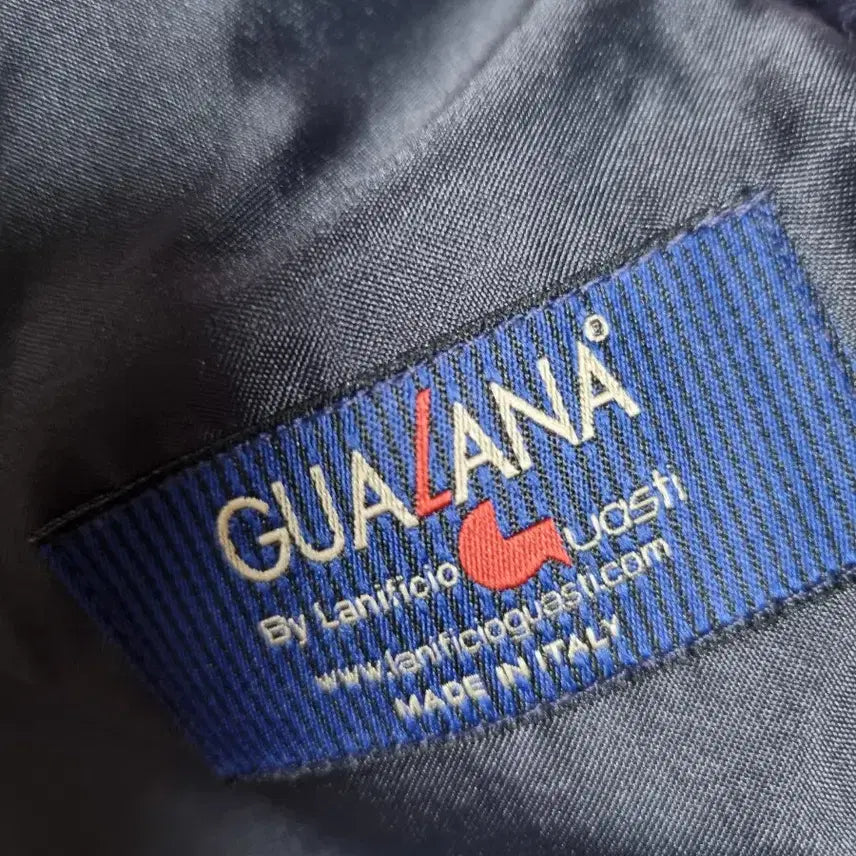 GUALANA®
By Lanificio Guasti
www.lanificioguasti.com
MADE IN ITALY